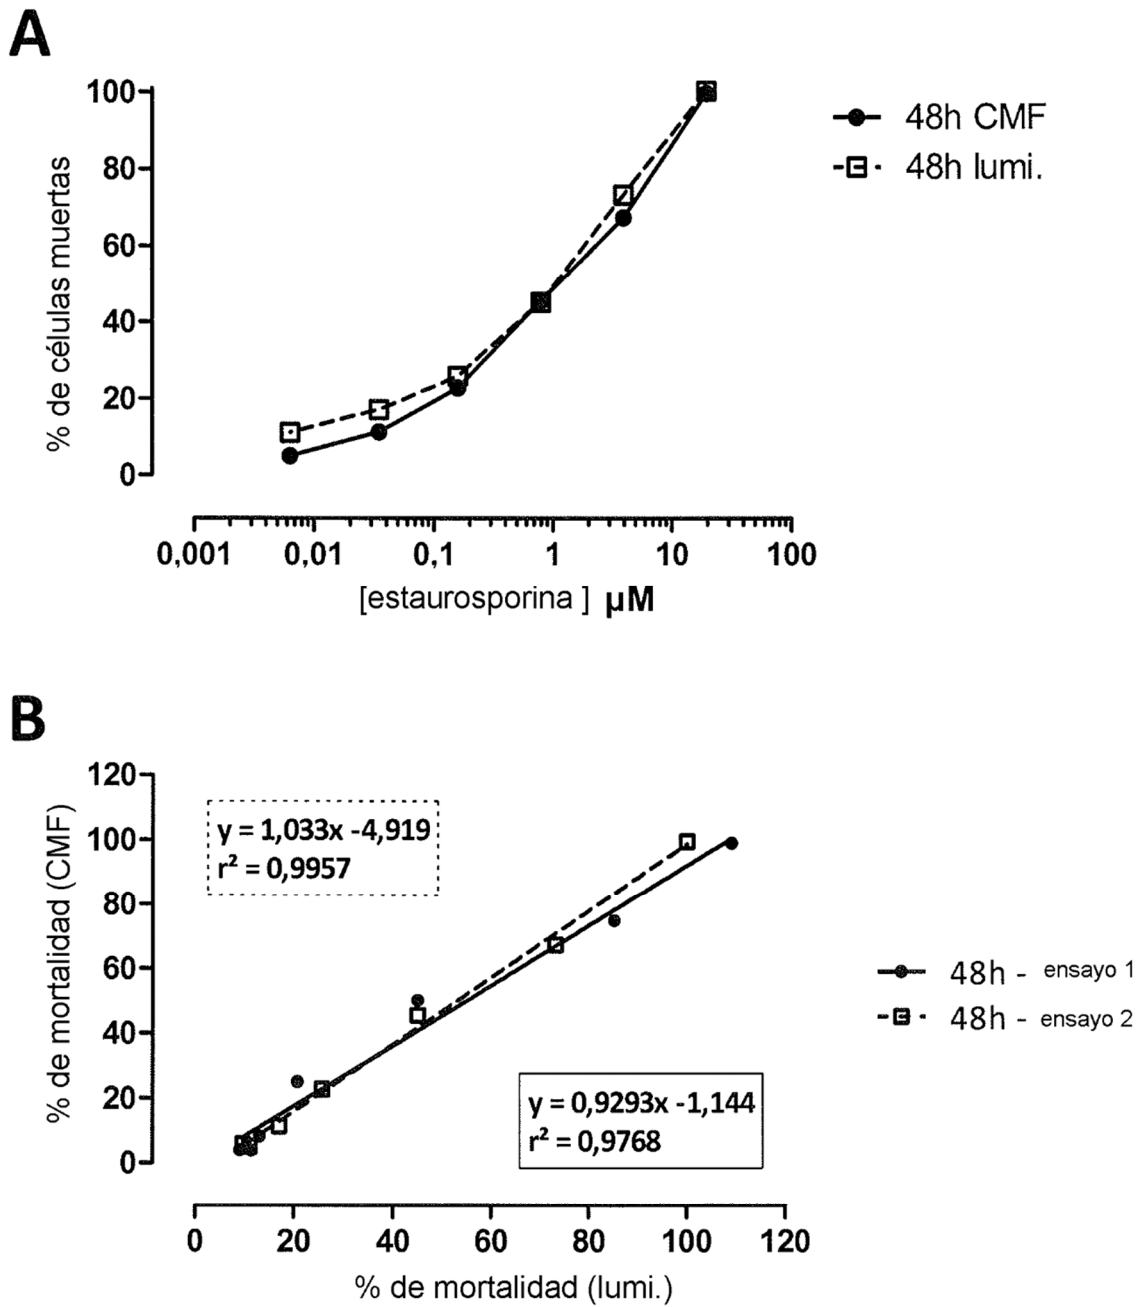 A
100
80
60
40
20
0
% de células muertas
48h CMF
48h lumi.
0,001 0,01 0,1 1 10 100
[estaurosporina ] µM
B
120
100
80
60
40
20
0
% de mortalidad (CMF)
y = 1,033x -4,919
r² = 0,9957
48h - ensayo 1
48h - ensayo 2
y = 0,9293x -1,144
r² = 0,9768
0 20 40 60 80 100 120
% de mortalidad (lumi.)